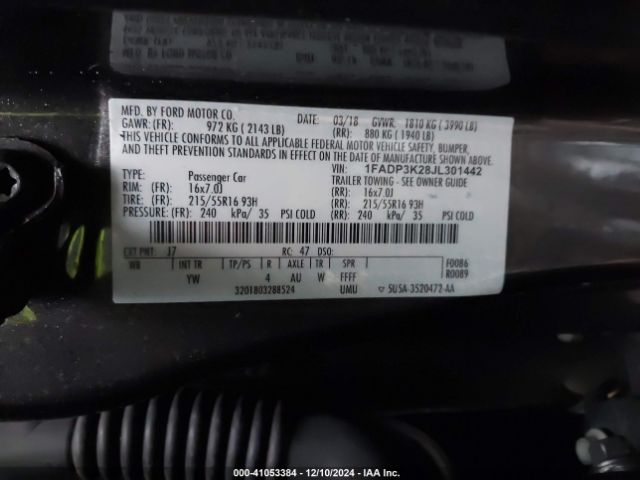 MFD. BY FORD MOTOR CO.
DATE: 03/18 GVWR: 1810 KG ( 3990 LB)
GAWR: (FR): 972 KG ( 2143 LB) (RR): 880 KG ( 1940 LB)
THIS VEHICLE CONFORMS TO ALL APPLICABLE FEDERAL MOTOR VEHICLE SAFETY, BUMPER,
AND THEFT PREVENTION STANDARDS IN EFFECT ON THE DATE OF MANUFACTURE SHOWN ABOVE.
VIN: 1FADP3K28JL301442
TYPE: Passenger Car TRAILER TOWING - SEE OWNER GUIDE
RIM: (FR): 16x7.0J (RR): 16x7.0J
TIRE: (FR): 215/55R16 93H (RR): 215/55R16 93H
PRESSURE: (FR): 240 kPa/ 35 PSI COLD (RR): 240 kPa/ 35 PSI COLD
EXT PNT: J7 RC: 47 DSO:
WB INT TR TP/PS R AXLE TR SPR F0086
YW 4 AU W FFFF R0089
3201803288524 UMU ▽ 5U5A-3520472-AA
000-41053384 - 12/10/2024 - IAA Inc.